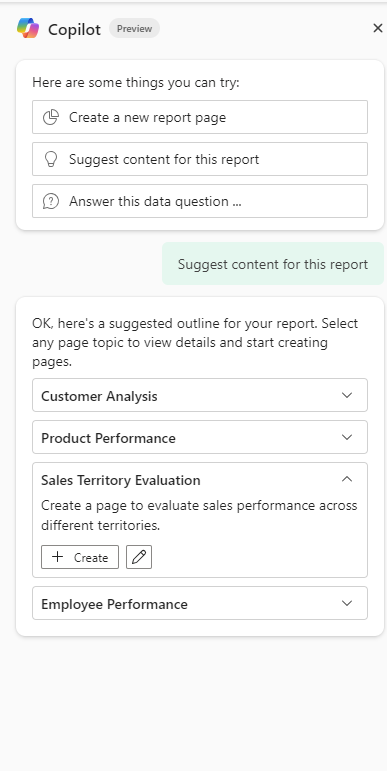 Copilot Preview
Here are some things you can try:
Create a new report page
Suggest content for this report
Answer this data question ...
Suggest content for this report
OK, here's a suggested outline for your report. Select
any page topic to view details and start creating
pages.
Customer Analysis
Product Performance
Sales Territory Evaluation
Create a page to evaluate sales performance across
different territories.
Create
Employee Performance